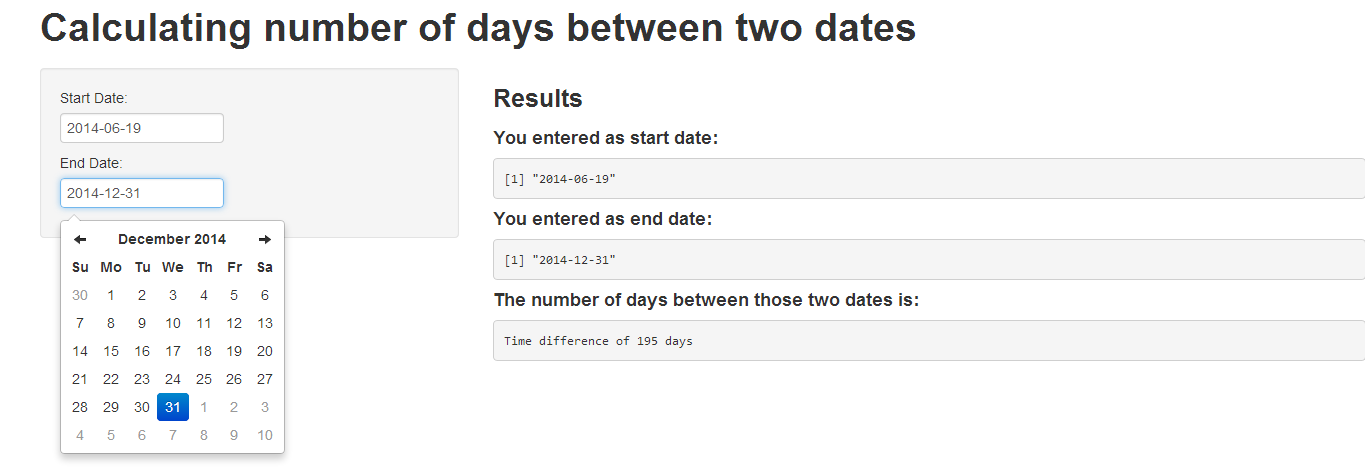 Calculating number of days between two dates
Start Date:
2014-06-19
End Date:
2014-12-31
December 2014
Su Mo Tu We Th Fr Sa
30 1 2 3 4 5 6
7 8 9 10 11 12 13
14 15 16 17 18 19 20
21 22 23 24 25 26 27
28 29 30 31 1 2 3
4 5 6 7 8 9 10
Results
You entered as start date:
[1] "2014-06-19"
You entered as end date:
[1] "2014-12-31"
The number of days between those two dates is:
Time difference of 195 days